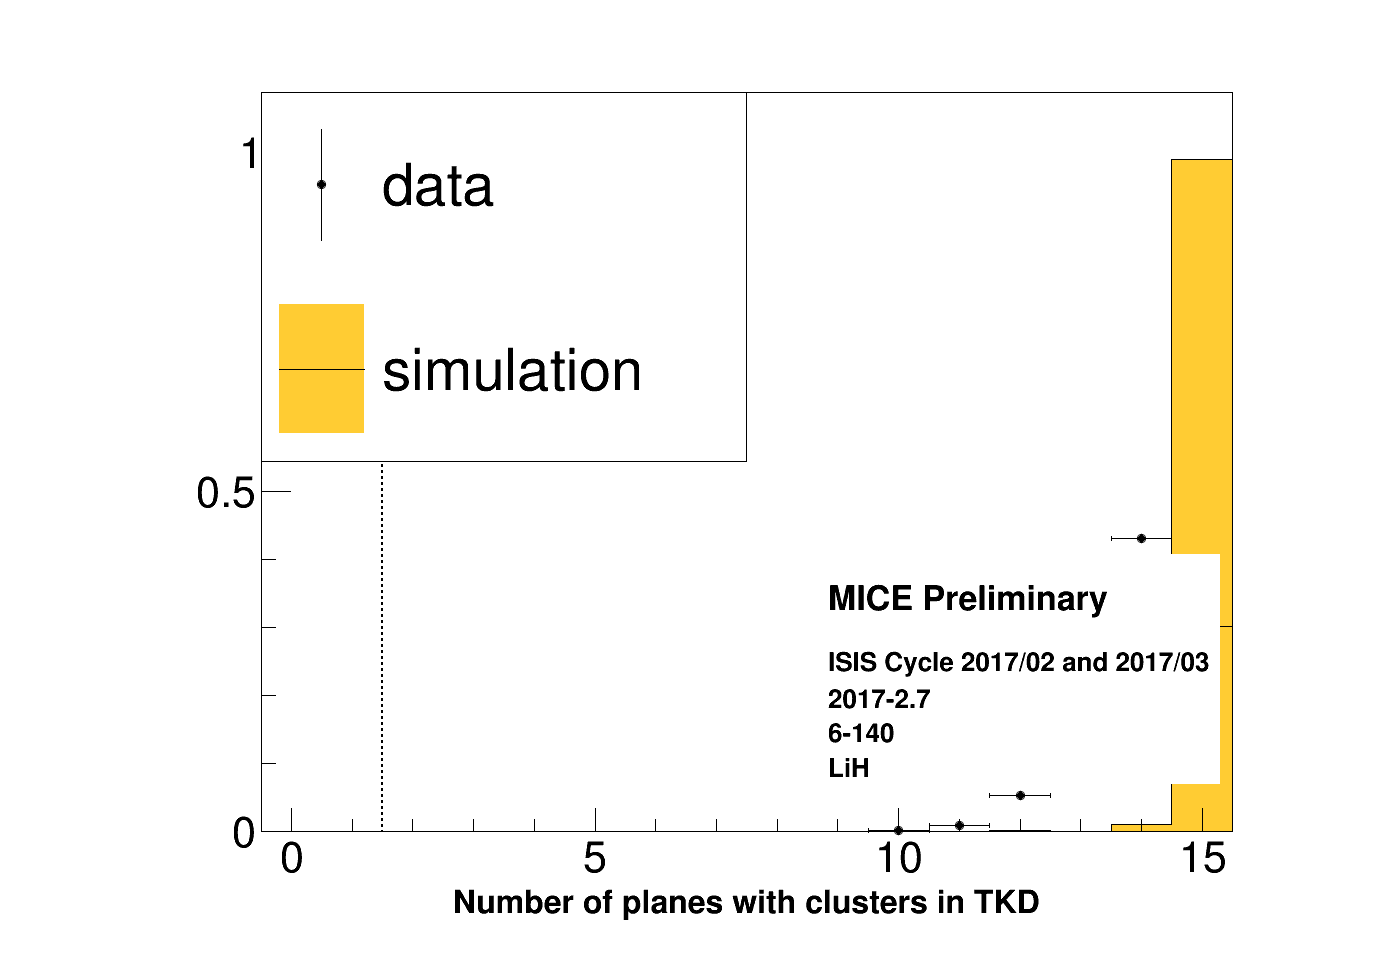 1
data
simulation
0.5
MICE Preliminary
ISIS Cycle 2017/02 and 2017/03
2017-2.7
6-140
LiH
0
0 5 10 15
Number of planes with clusters in TKD